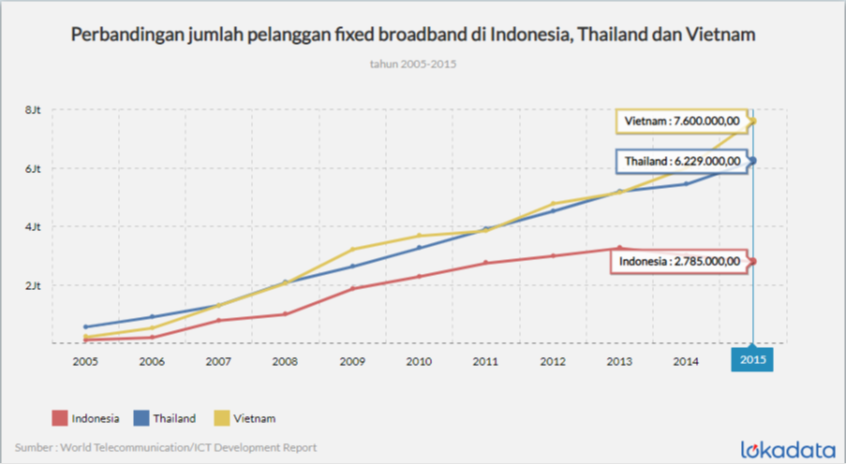 Perbandingan jumlah pelanggan fixed broadband di Indonesia, Thailand dan Vietnam
tahun 2005-2015
8Jt
Vietnam : 7.600.000,00
Thailand : 6.229.000,00
6Jt
4Jt
Indonesia : 2.785.000,00
2Jt
2005 2006 2007 2008 2009 2010 2011 2012 2013 2014 2015
Indonesia Thailand Vietnam
Sumber : World Telecommunication/ICT Development Report
lokadata